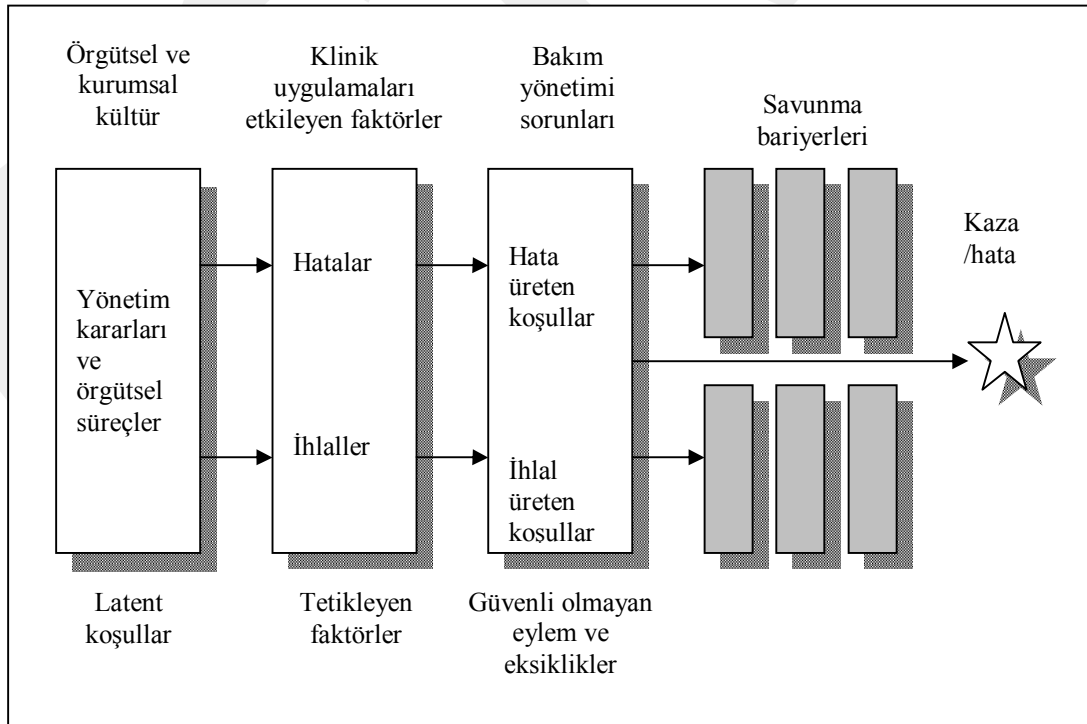 Örgütsel ve
kurumsal
kültür
Klinik
uygulamaları
etkileyen faktörler
Bakım
yönetimi
sorunları
Savunma
bariyerleri
Kaza
/hata
Yönetim
kararları
ve
örgütsel
süreçler
Hatalar
İhlaller
Hata
üreten
koşullar
İhlal
üreten
koşullar
Latent
koşullar
Tetikleyen
faktörler
Güvenli olmayan
eylem ve
eksiklikler